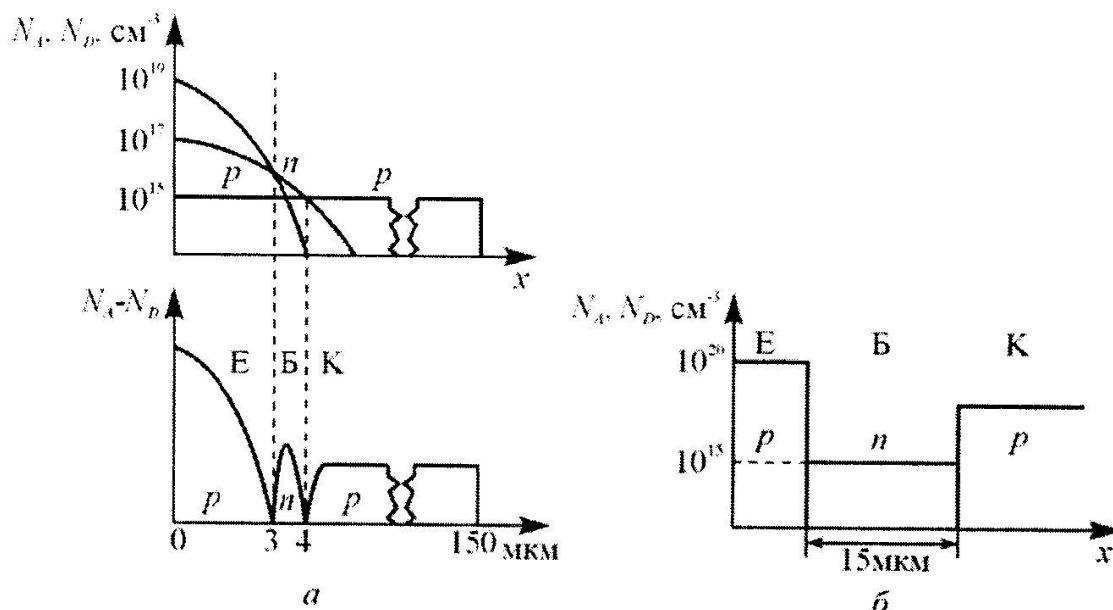 N_A, N_D, см⁻³
10¹⁹
10¹⁷
10¹⁵
p n p
x
N_A-N_D
Е Б К
p n p
0 3 4 150 мкм
а
N_A, N_D, см⁻³
Е Б К
10²⁰
p n p
10¹⁵
15мкм
x
б